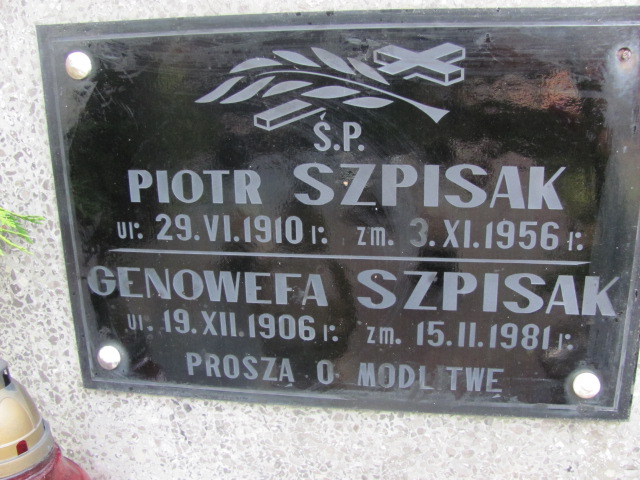 Ś.P.
PIOTR SZPISAK
ur. 29.VI.1910 r. zm. 3.XI.1956 r.
GENOWEFA SZPISAK
ur. 19.XII.1906 r. zm. 15.II.1981 r.
PROSZĄ O MODLITWĘ